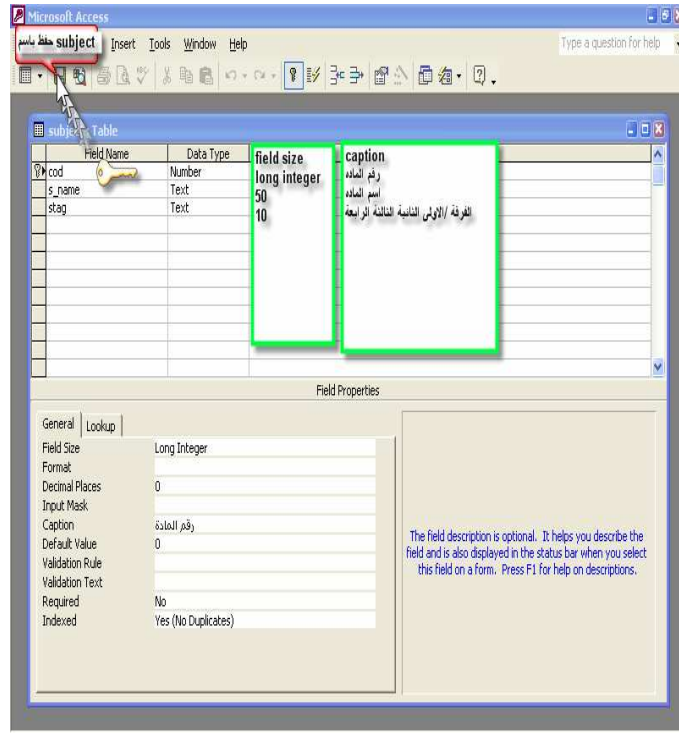 Microsoft Access
حفظ باسم subject
Insert Tools Window Help
Type a question for help
: Table
Field Name Data Type
cod Number
s_name Text
stag Text
field size
long integer
50
10
caption
رقم الماده
اسم الماده
الفرقة /الاولى الثانية الثالثة الرابعة
Field Properties
General Lookup
Field Size Long Integer
Format
Decimal Places 0
Input Mask
Caption رقم المادة
Default Value 0
Validation Rule
Validation Text
Required No
Indexed Yes (No Duplicates)
The field description is optional. It helps you describe the
field and is also displayed in the status bar when you select
this field on a form. Press F1 for help on descriptions.